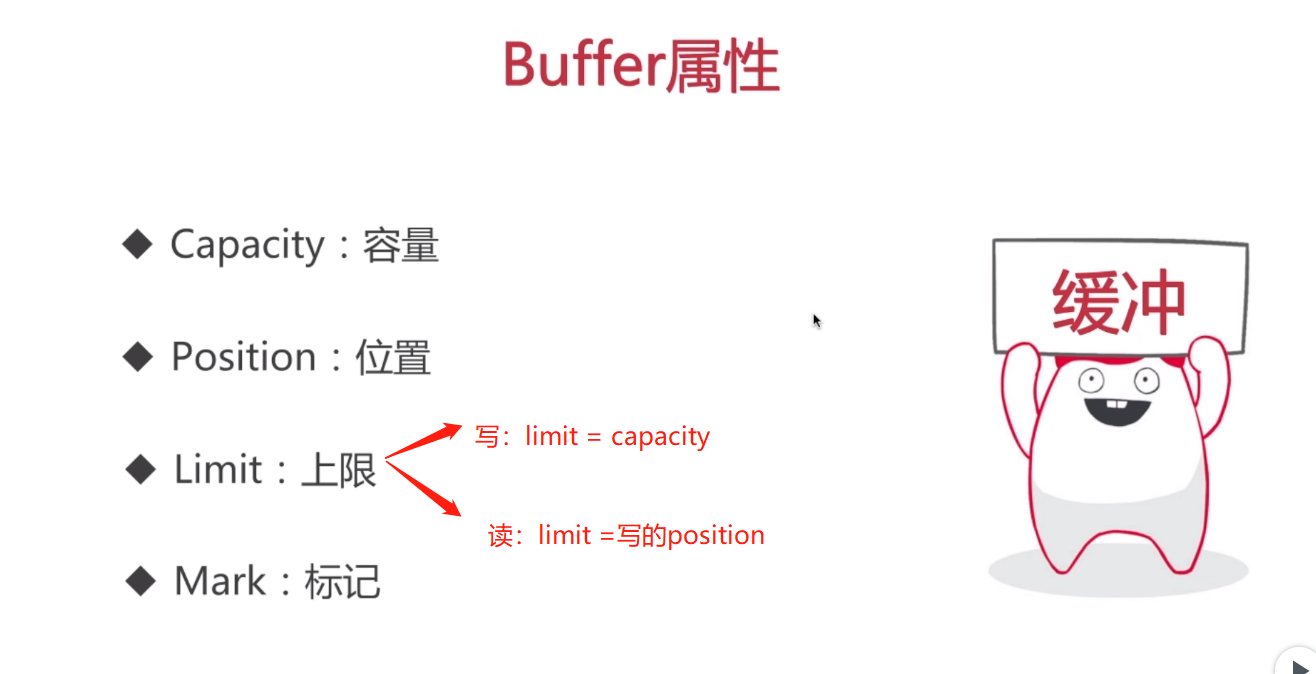 Buffer属性
◆ Capacity：容量
缓冲
◆ Position：位置
写：limit = capacity
◆ Limit：上限
读：limit =写的position
◆ Mark：标记